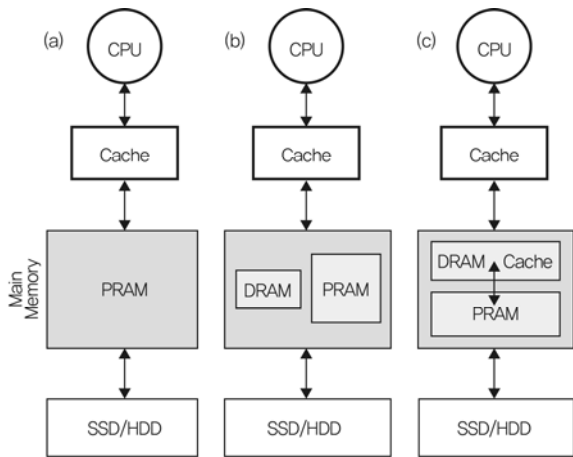 (a)
CPU
Cache
Main
Memory
PRAM
SSD/HDD
(b)
CPU
Cache
DRAM
PRAM
SSD/HDD
(c)
CPU
Cache
DRAM Cache
PRAM
SSD/HDD